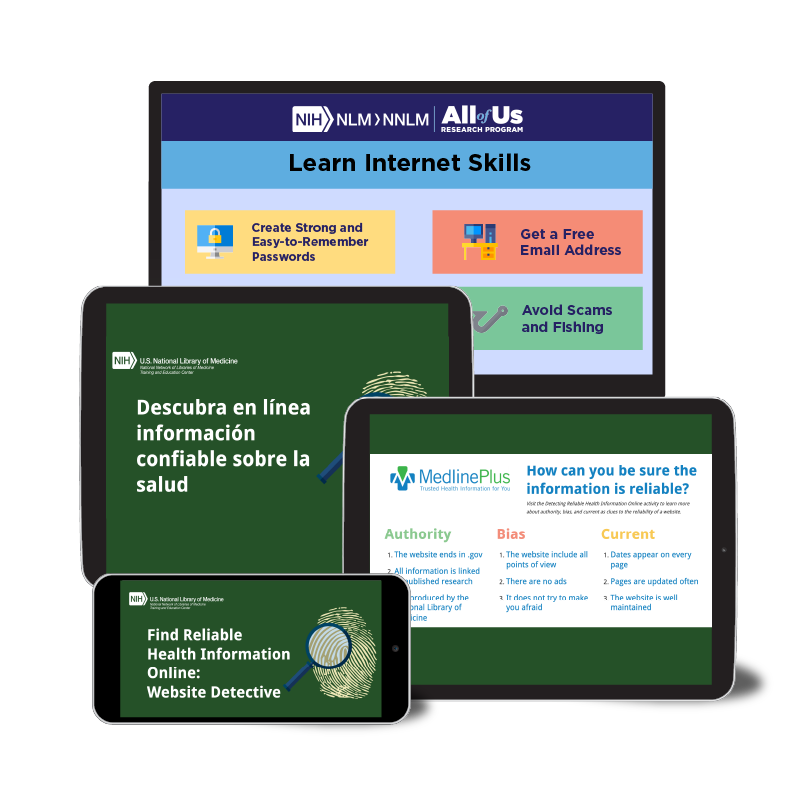 NIH NLM NNLM All of Us
RESEARCH PROGRAM
Learn Internet Skills
Create Strong and
Easy-to-Remember
Passwords
Get a Free
Email Address
Avoid Scams
and Fishing
NIH U.S. National Library of Medicine
National Network of Libraries of Medicine
Training and Education Center
Descubra en línea
información
confiable sobre la
salud
MedlinePlus
Trusted Health Information for You
How can you be sure the
information is reliable?
Visit the Detecting Reliable Health Information Online activity to learn more
about authority, bias, and current as clues to the reliability of a website.
Authority
1. The website ends in .gov
2. All information is linked
published research
produced by the
Library of
Bias
1. The website include all
points of view
2. There are no ads
3. It does not try to make
you afraid
Current
1. Dates appear on every
page
2. Pages are updated often
3. The website is well
maintained
NIH U.S. National Library of Medicine
National Network of Libraries of Medicine
Training and Education Center
Find Reliable
Health Information
Online:
Website Detective